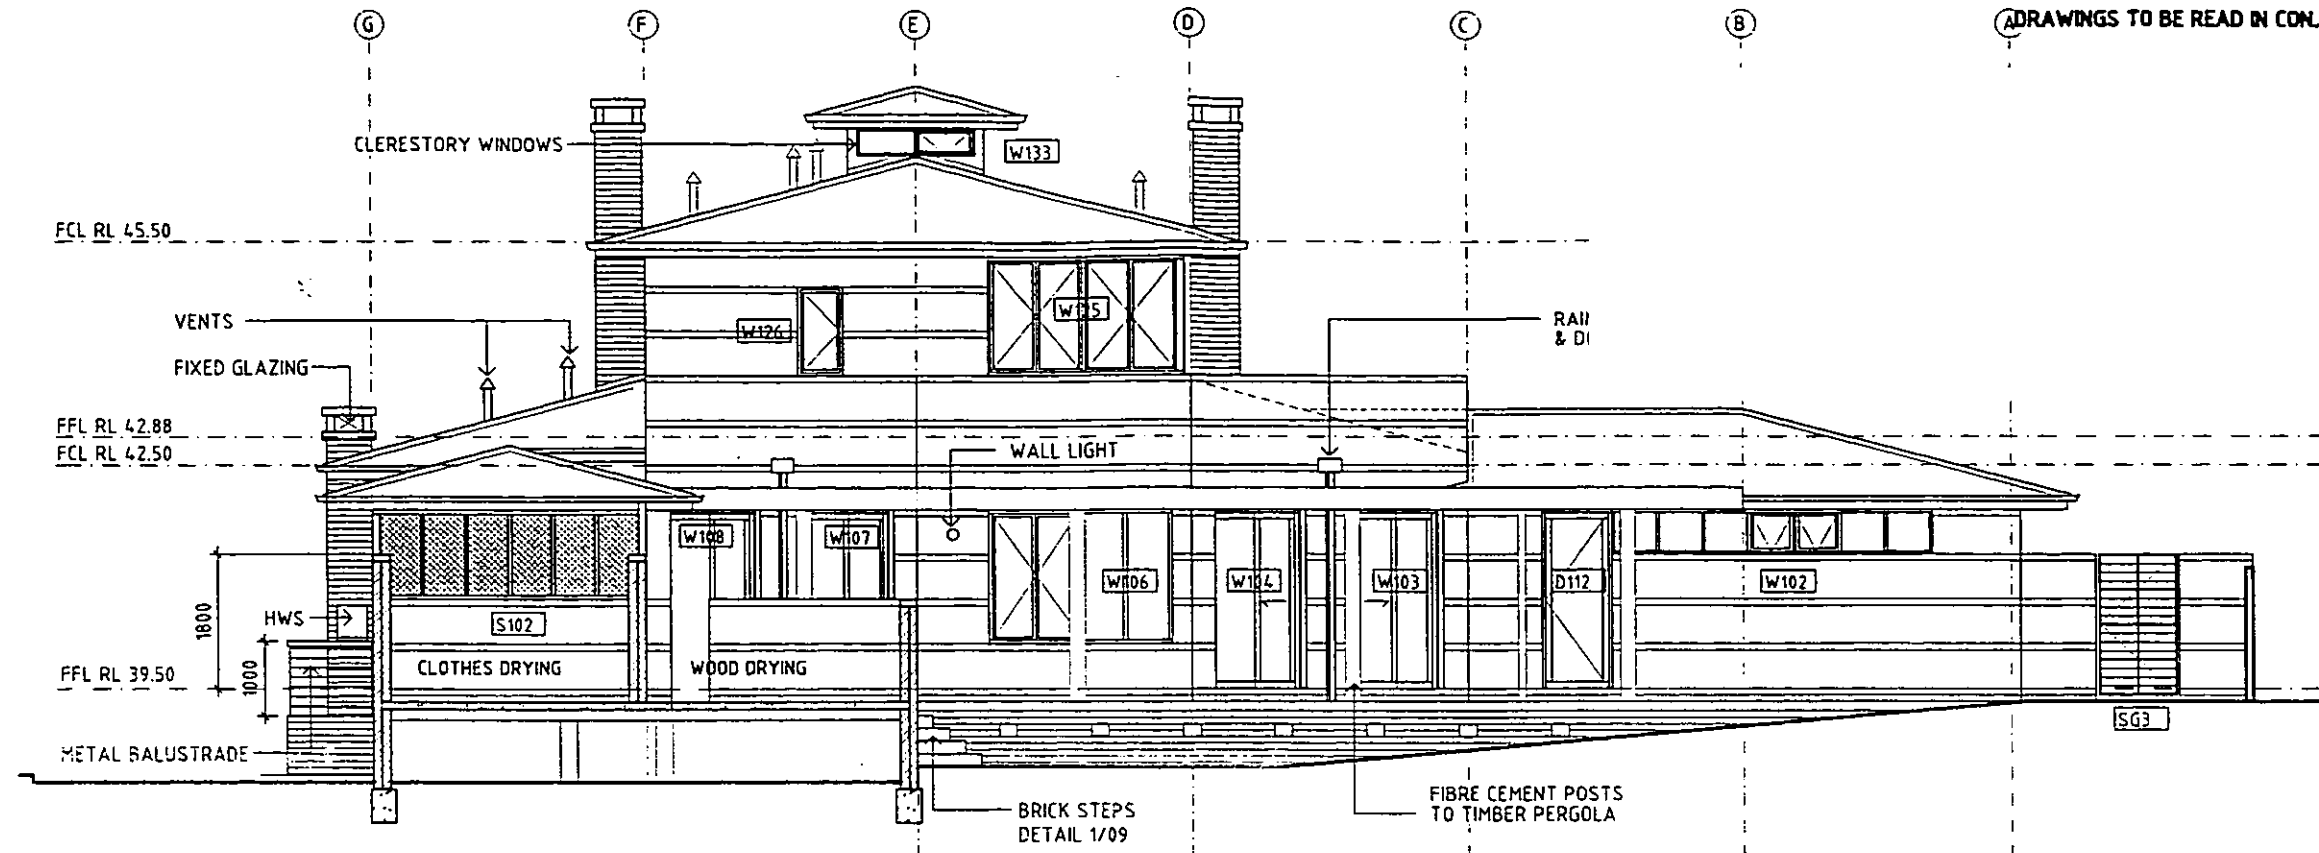 G F E D C B A
DRAWINGS TO BE READ IN CON
CLERESTORY WINDOWS
W133
FCL RL 45.50
VENTS
W126
W125
FIXED GLAZING
FFL RL 42.88
FCL RL 42.50
WALL LIGHT
W108
W107
W106
W104
W103
D112
W102
1800
HWS
S102
1000
FFL RL 39.50
CLOTHES DRYING
WOOD DRYING
SG3
METAL BALUSTRADE
BRICK STEPS
DETAIL 1/09
FIBRE CEMENT POSTS
TO TIMBER PERGOLA